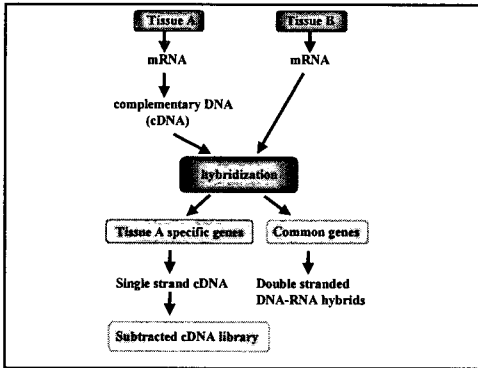 Tissue A
Tissue B
mRNA
mRNA
complementary DNA
(cDNA)
hybridization
Tissue A specific genes
Common genes
Single strand cDNA
Double stranded
DNA-RNA hybrids
Subtracted cDNA library